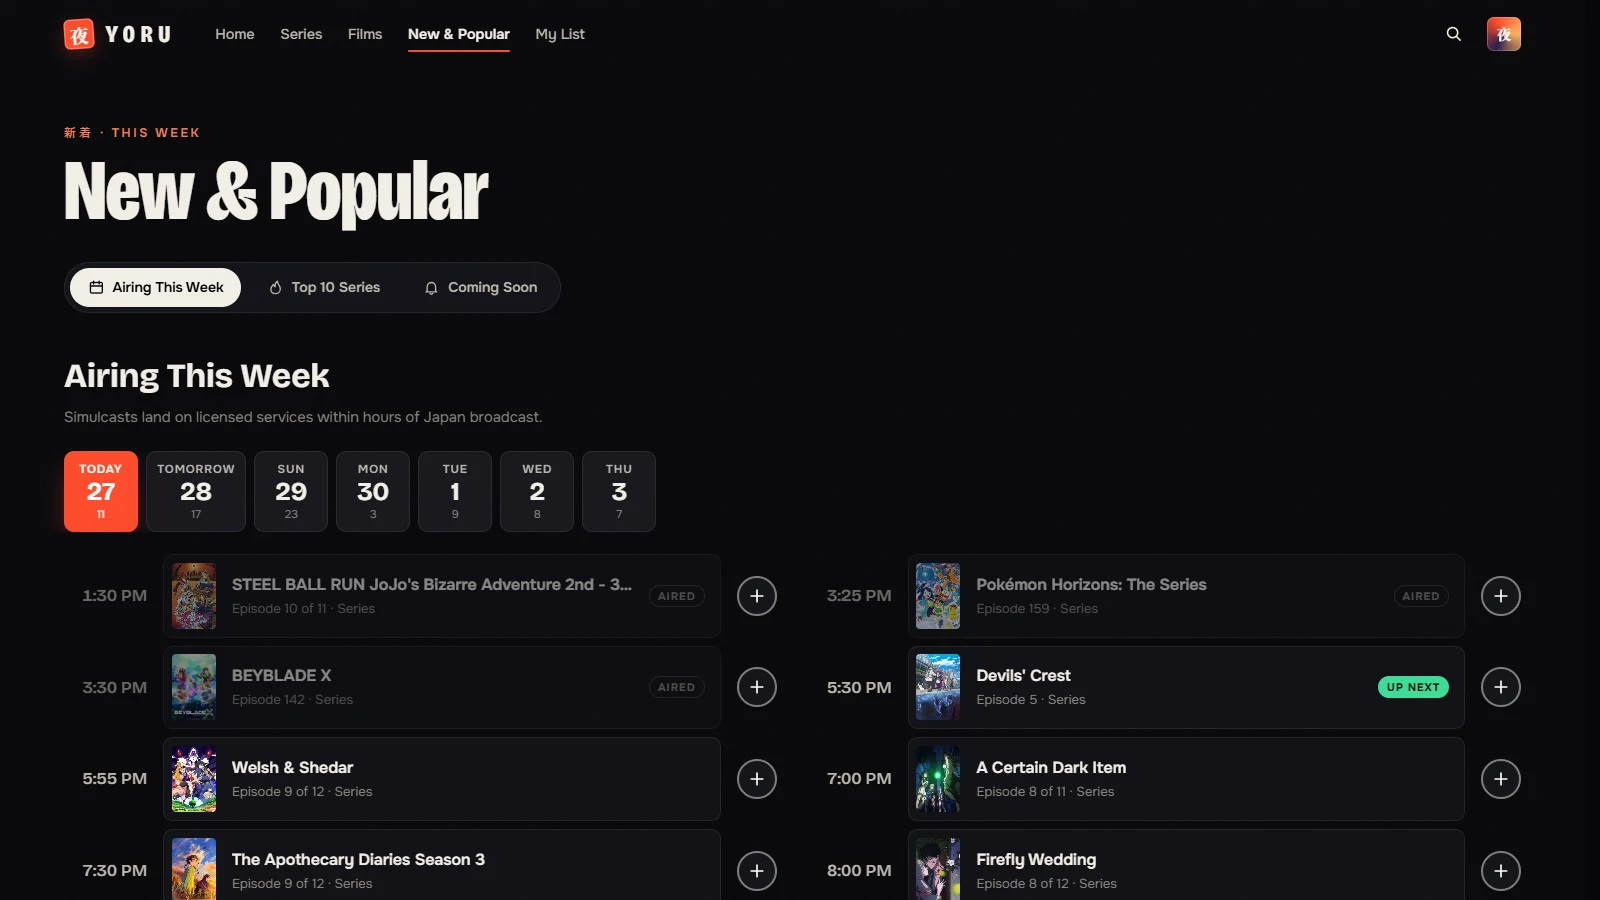 夜 YORU
Home
Series
Films
New & Popular
My List
夜
新着 · THIS WEEK
New & Popular
Airing This Week
Top 10 Series
Coming Soon
Airing This Week
Simulcasts land on licensed services within hours of Japan broadcast.
TODAY
27
11
TOMORROW
28
17
SUN
29
23
MON
30
3
TUE
1
9
WED
2
8
THU
3
7
1:30 PM
STEEL BALL RUN JoJo's Bizarre Adventure 2nd - 3...
Episode 10 of 11 · Series
AIRED
3:25 PM
Pokémon Horizons: The Series
Episode 159 · Series
AIRED
3:30 PM
BEYBLADE X
Episode 142 · Series
AIRED
5:30 PM
Devils' Crest
Episode 5 · Series
UP NEXT
5:55 PM
Welsh & Shedar
Episode 9 of 12 · Series
7:00 PM
A Certain Dark Item
Episode 8 of 11 · Series
7:30 PM
The Apothecary Diaries Season 3
Episode 9 of 12 · Series
8:00 PM
Firefly Wedding
Episode 8 of 12 · Series